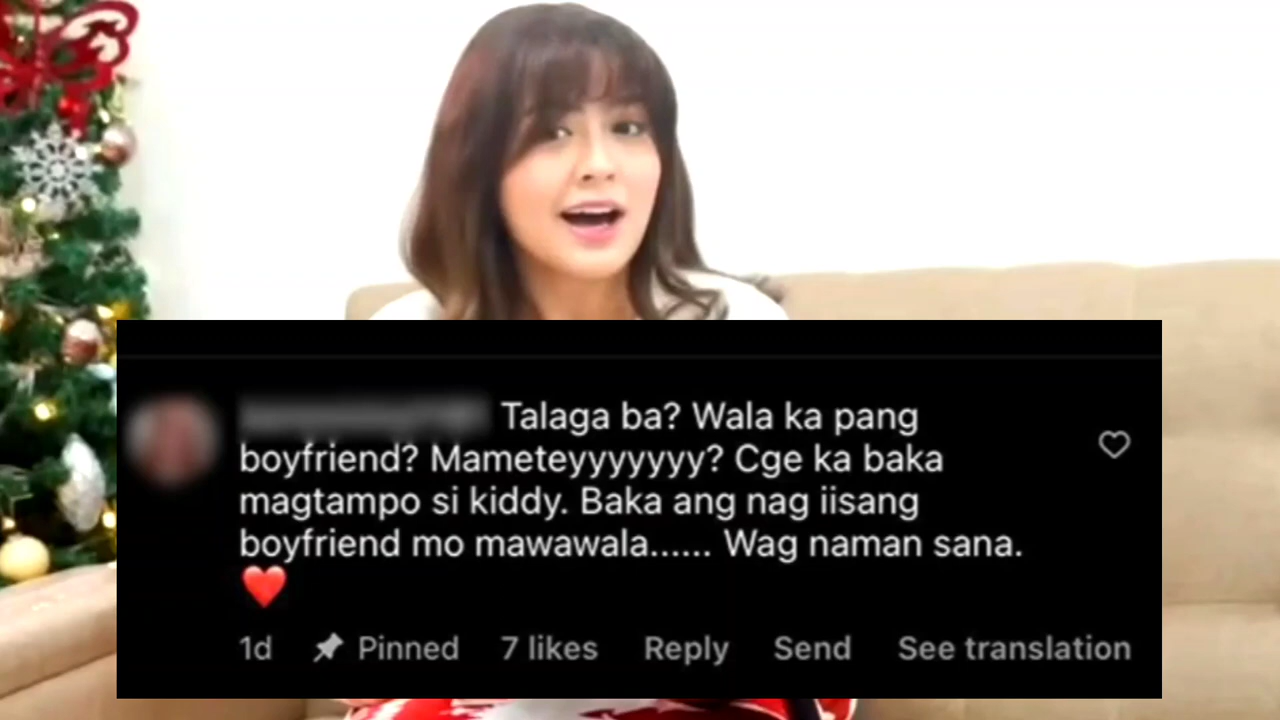 Talaga ba? Wala ka pang
boyfriend? Mameteyyyyyyy? Cge ka baka
magtampo si kiddy. Baka ang nag iisang
boyfriend mo mawawala...... Wag naman sana.
❤️
1d Pinned 7 likes Reply Send See translation